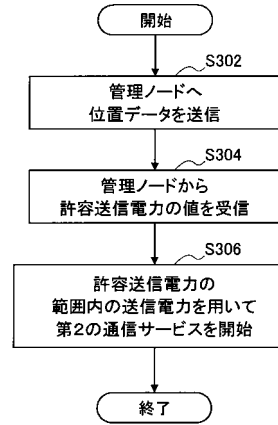 開始
S302
管理ノードへ
位置データを送信
S304
管理ノードから
許容送信電力の値を受信
S306
許容送信電力の
範囲内の送信電力を用いて
第2の通信サービスを開始
終了